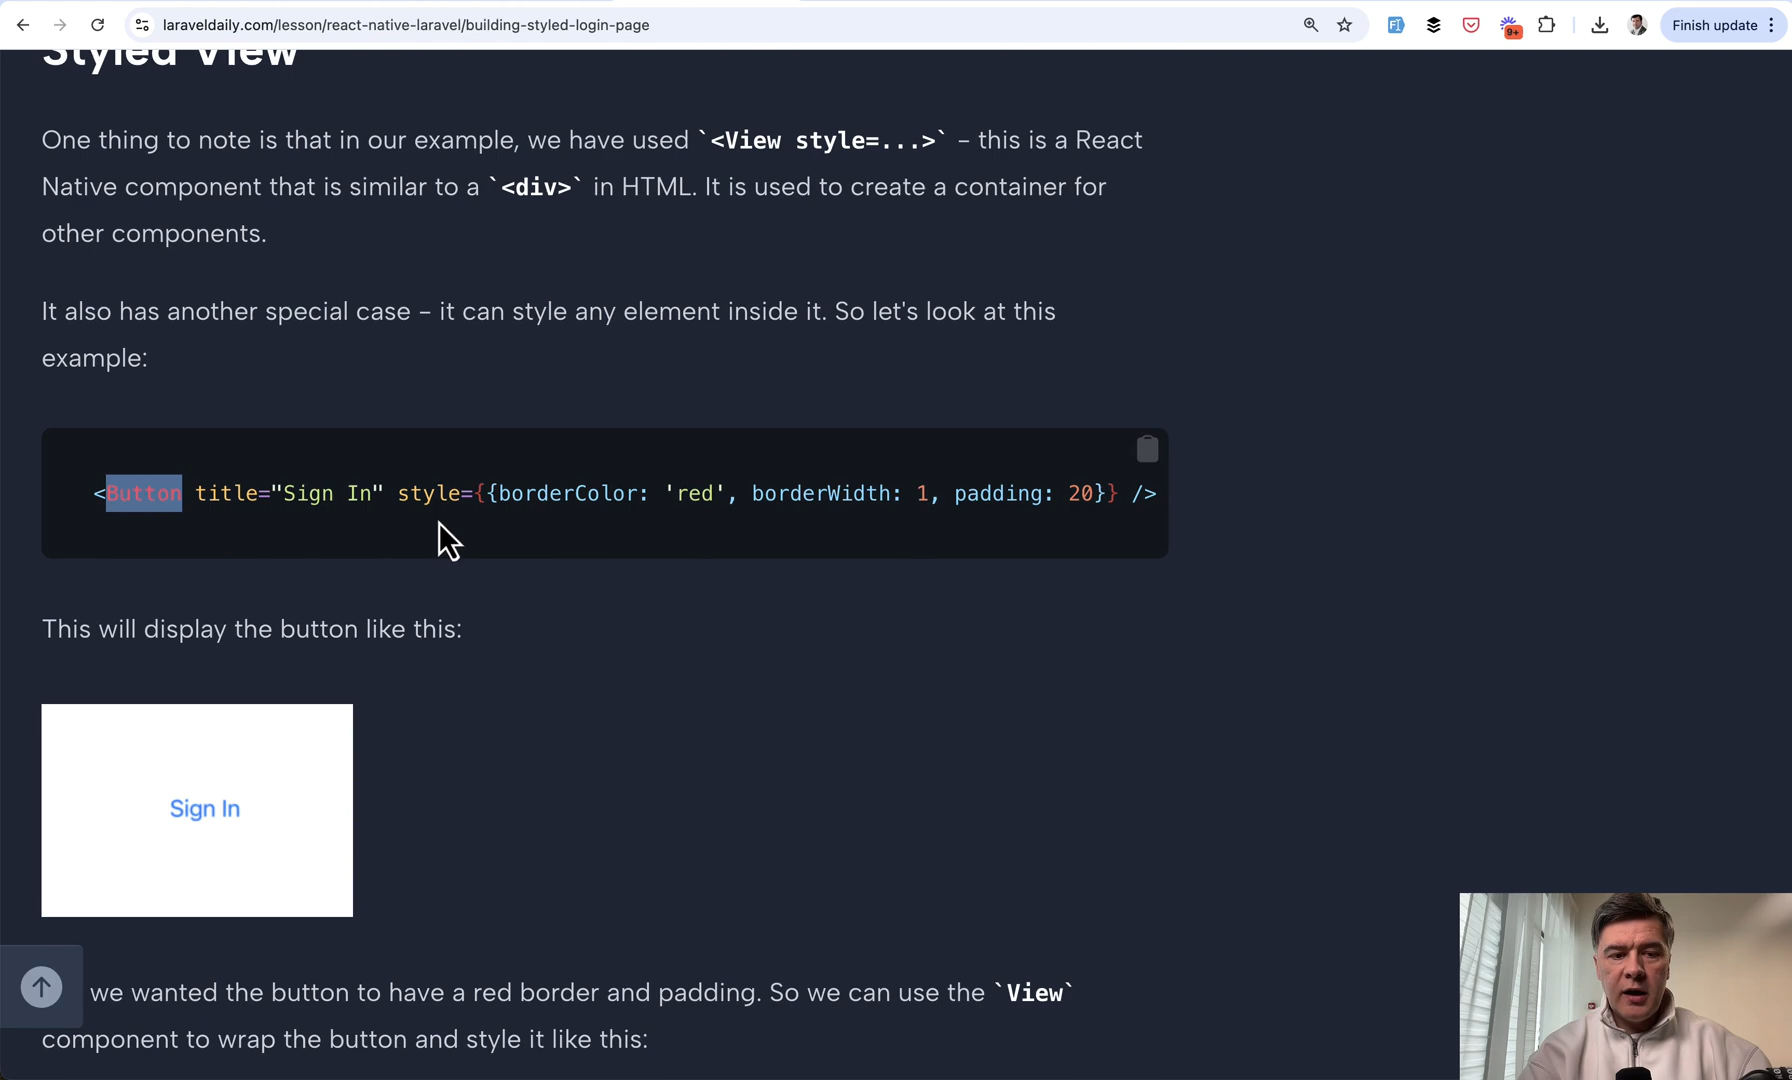 laraveldaily.com/lesson/react-native-laravel/building-styled-login-page
9+
Finish update
Styled View
One thing to note is that in our example, we have used `<View style=...>` - this is a React
Native component that is similar to a `<div>` in HTML. It is used to create a container for
other components.
It also has another special case - it can style any element inside it. So let's look at this
example:
<Button title="Sign In" style={{borderColor: 'red', borderWidth: 1, padding: 20}} />
This will display the button like this:
Sign In
we wanted the button to have a red border and padding. So we can use the `View`
component to wrap the button and style it like this: